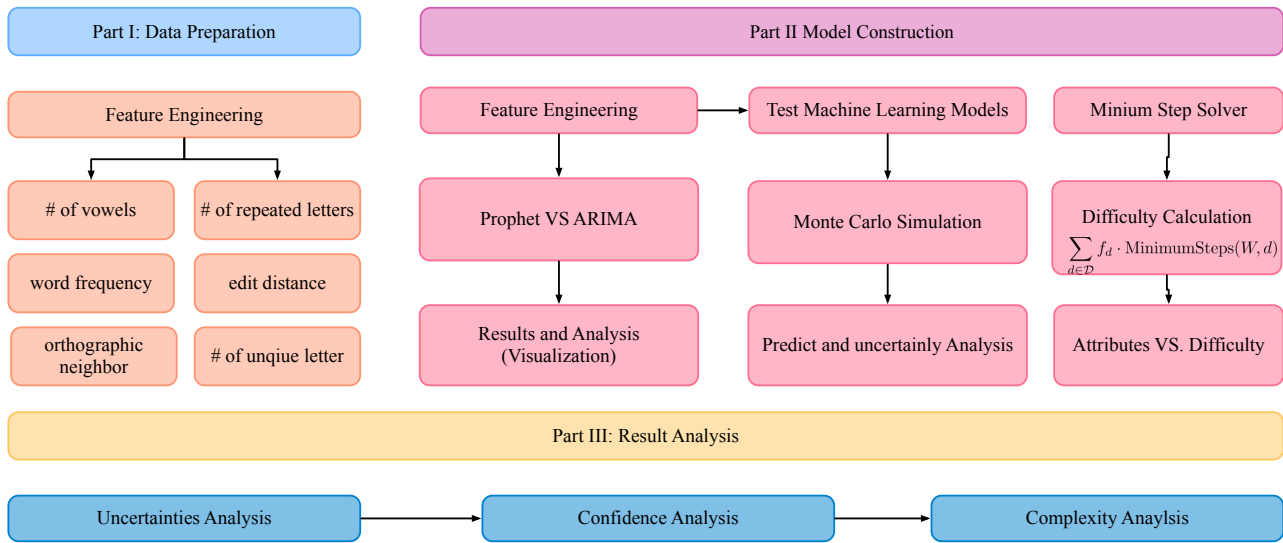 Part I: Data Preparation
Part II Model Construction
Feature Engineering
# of vowels
# of repeated letters
word frequency
edit distance
orthographic
neighbor
# of unqiue letter
Feature Engineering
Test Machine Learning Models
Minium Step Solver
Prophet VS ARIMA
Monte Carlo Simulation
Difficulty Calculation
∑_{d∈𝒟} f_d · MinimumSteps(W, d)
Results and Analysis
(Visualization)
Predict and uncertainly Analysis
Attributes VS. Difficulty
Part III: Result Analysis
Uncertainties Analysis
Confidence Analysis
Complexity Anaylsis